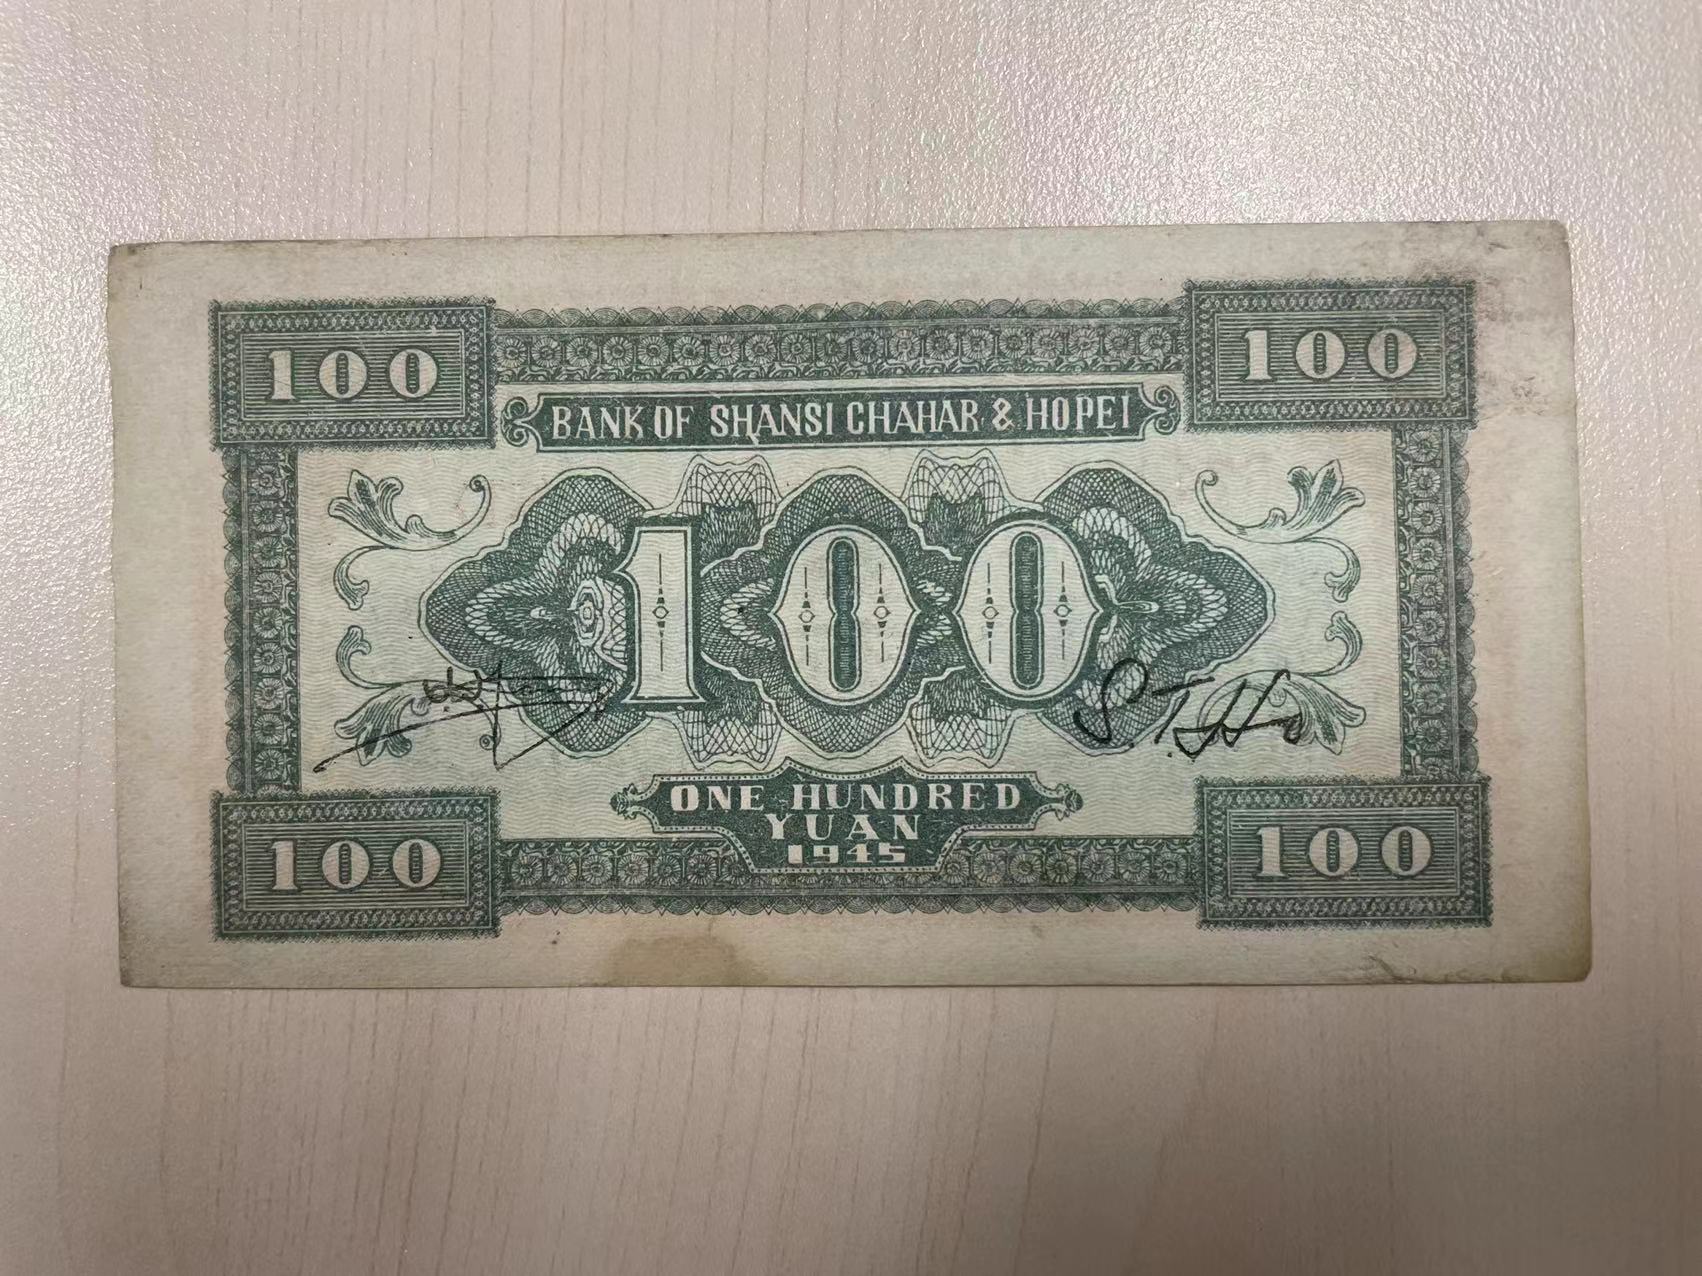 100 100
BANK OF SHANSI CHAHAR & HOPEI
100
S.T.Ho
ONE HUNDRED
YUAN
1945
100 100